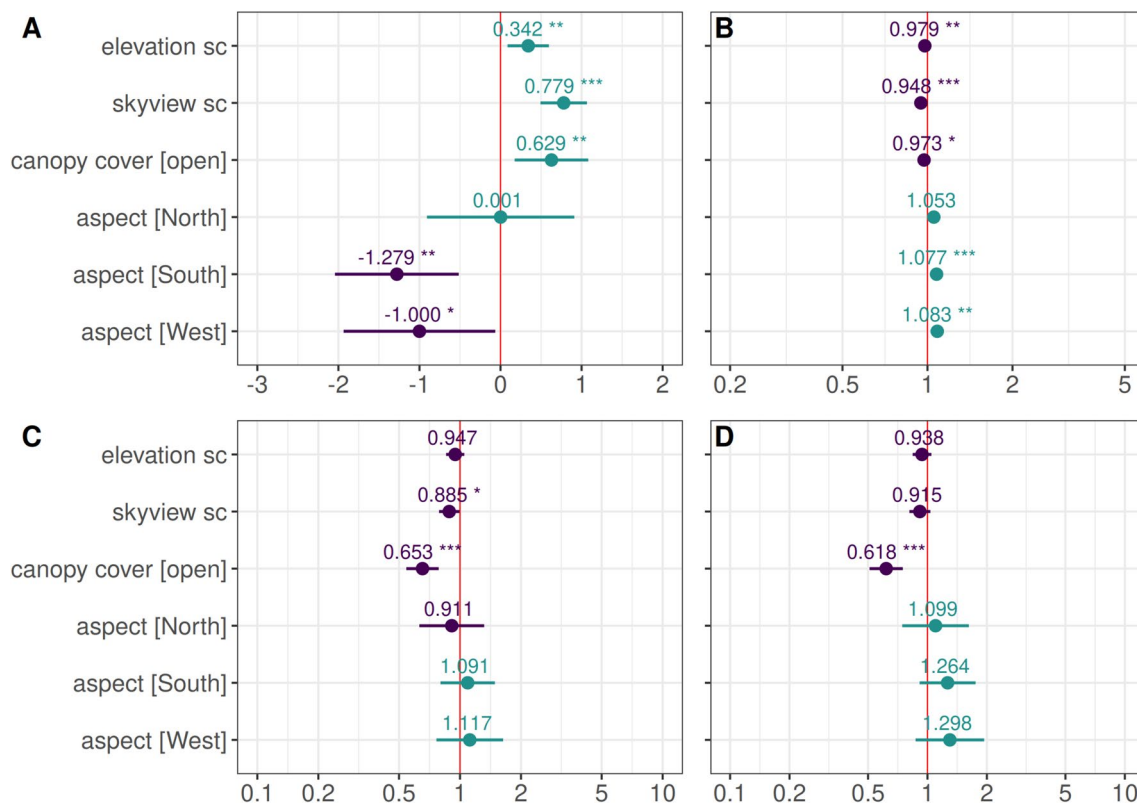 A
B
elevation sc
0.342 **
0.979 **
skyview sc
0.779 ***
0.948 ***
canopy cover [open]
0.629 **
0.973 *
aspect [North]
0.001
1.053
aspect [South]
-1.279 **
1.077 ***
aspect [West]
-1.000 *
1.083 **
-3 -2 -1 0 1 2
0.2 0.5 1 2 5
C
D
elevation sc
0.947
0.938
skyview sc
0.885 *
0.915
canopy cover [open]
0.653 ***
0.618 ***
aspect [North]
0.911
1.099
aspect [South]
1.091
1.264
aspect [West]
1.117
1.298
0.1 0.2 0.5 1 2 5 10
0.1 0.2 0.5 1 2 5 10